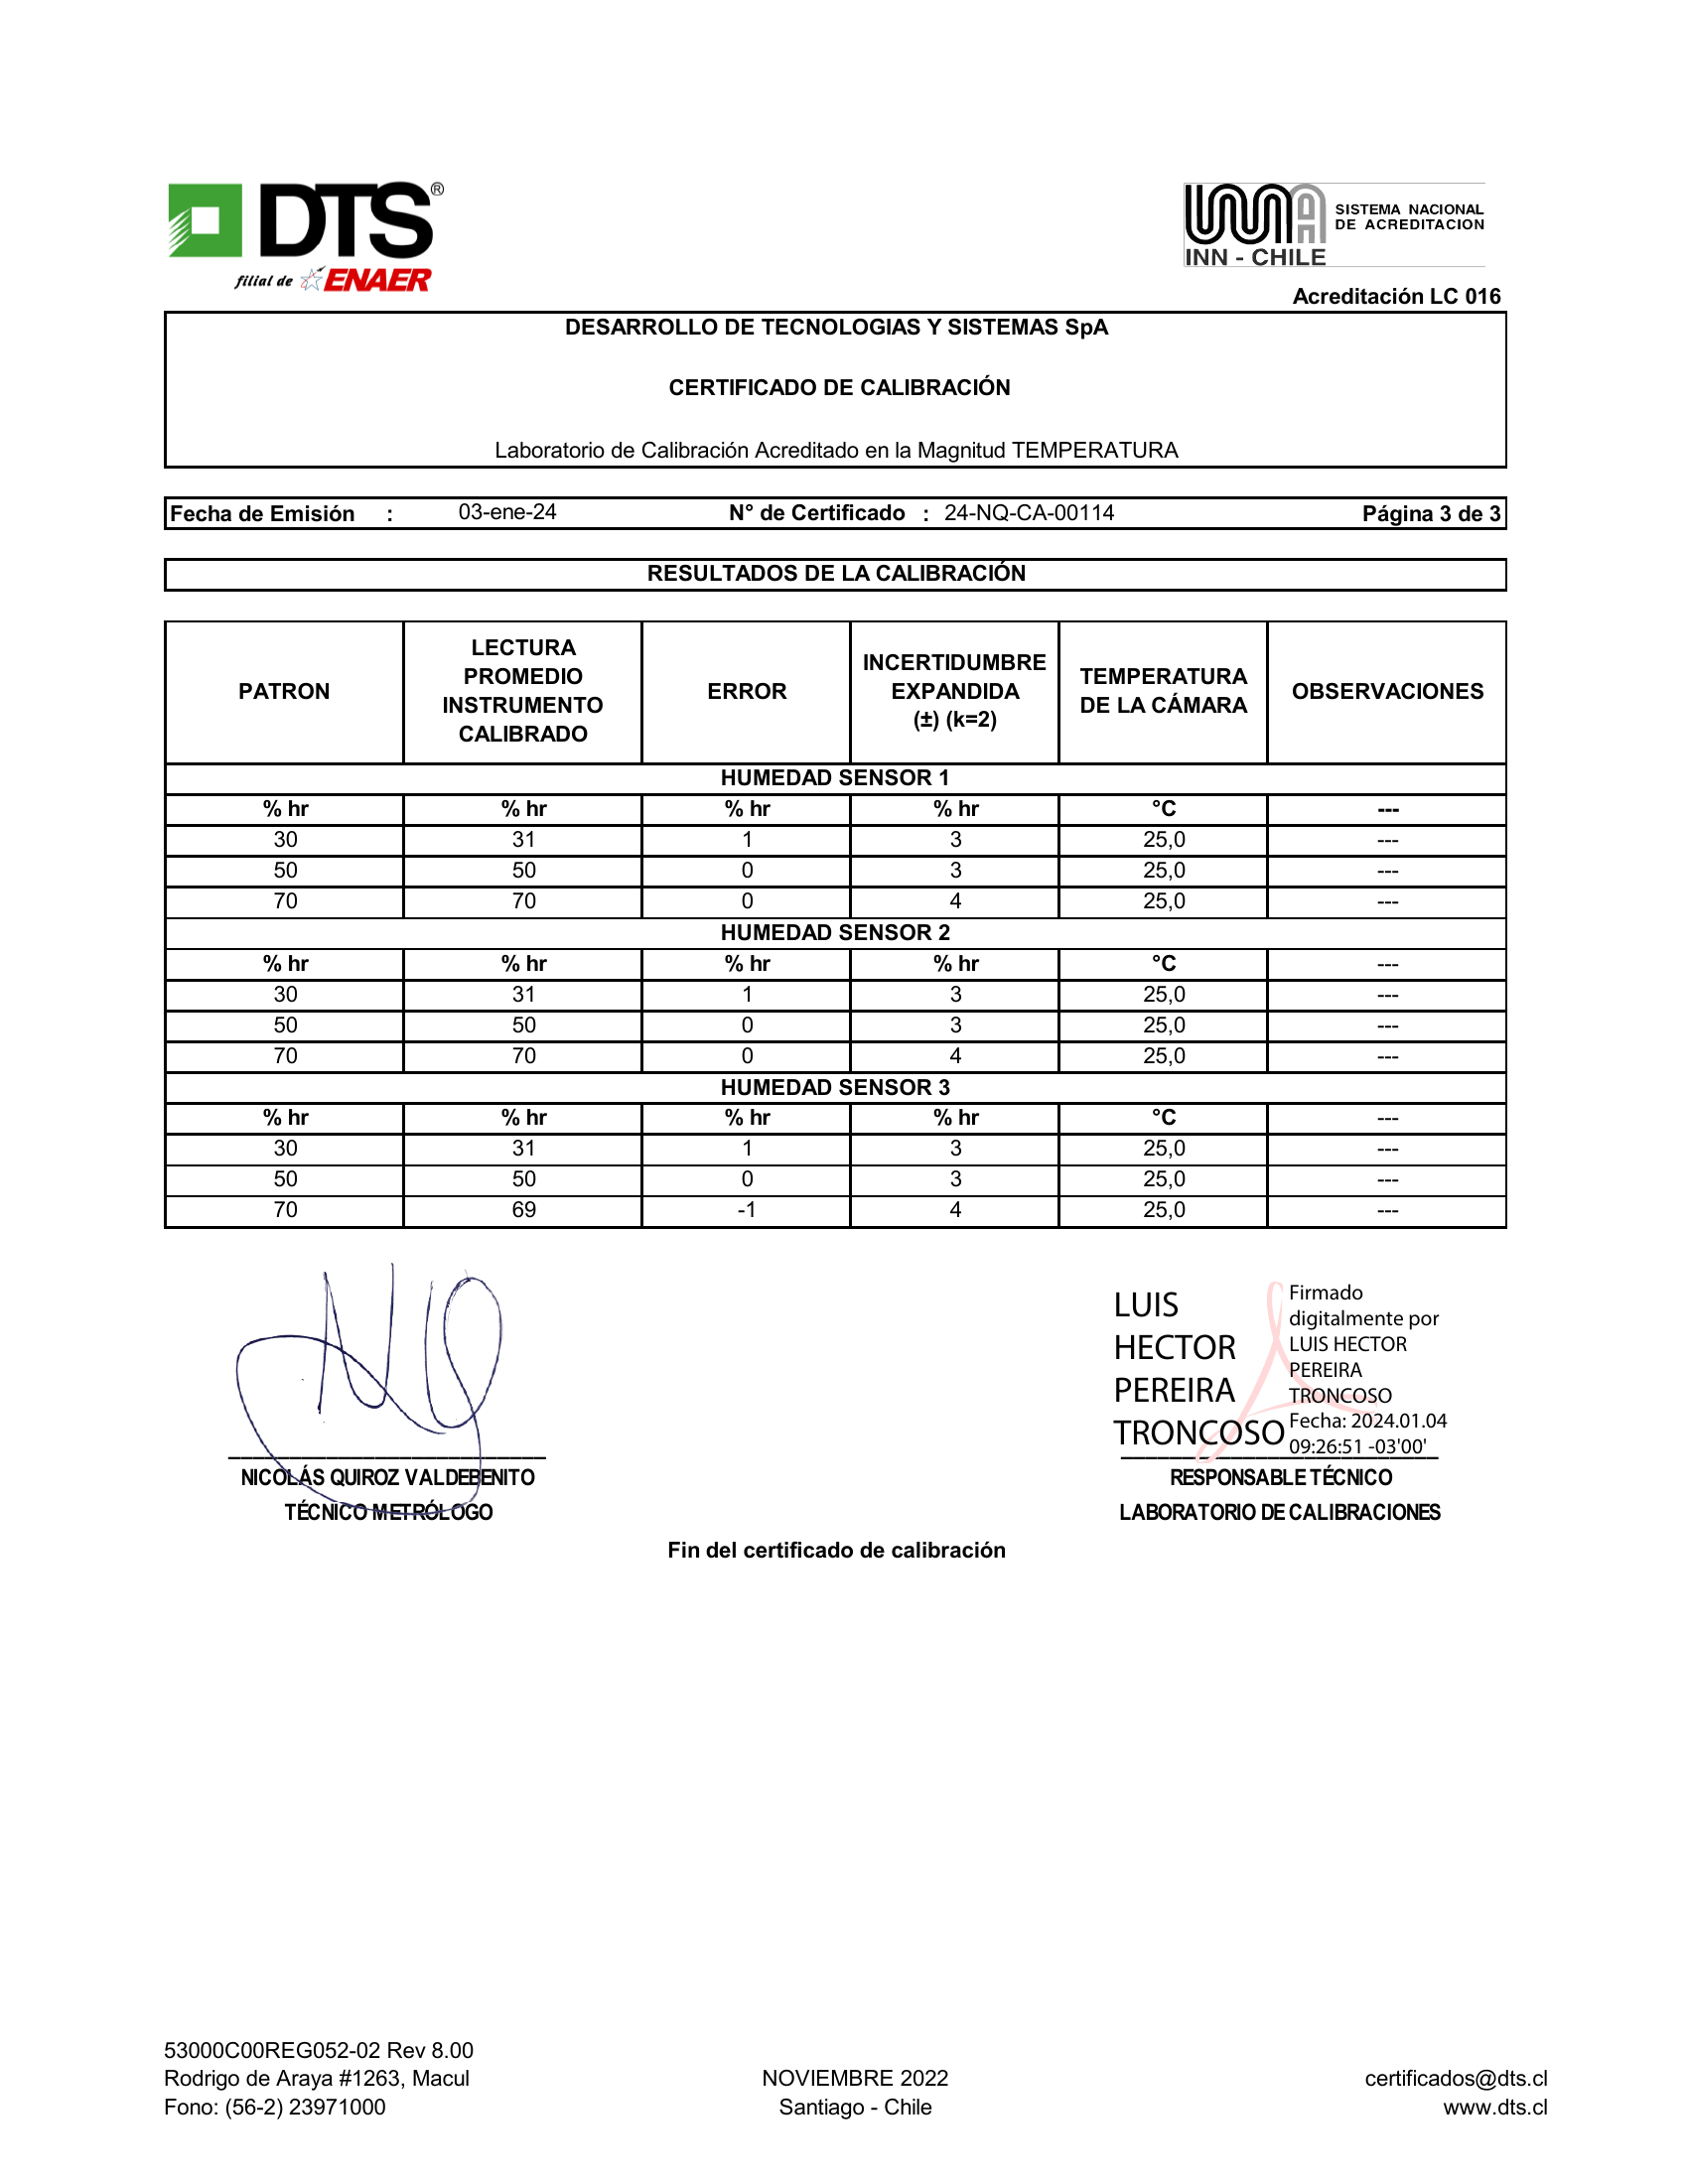 DTS®
filial de ENAER
INN - CHILE
SISTEMA NACIONAL
DE ACREDITACION
Acreditación LC 016
DESARROLLO DE TECNOLOGIAS Y SISTEMAS SpA
CERTIFICADO DE CALIBRACIÓN
Laboratorio de Calibración Acreditado en la Magnitud TEMPERATURA
Fecha de Emisión : 03-ene-24 N° de Certificado : 24-NQ-CA-00114 Página 3 de 3
RESULTADOS DE LA CALIBRACIÓN
PATRON LECTURA PROMEDIO INSTRUMENTO CALIBRADO ERROR INCERTIDUMBRE EXPANDIDA (±) (k=2) TEMPERATURA DE LA CÁMARA OBSERVACIONES
HUMEDAD SENSOR 1
% hr % hr % hr % hr °C ---
30 31 1 3 25,0 ---
50 50 0 3 25,0 ---
70 70 0 4 25,0 ---
HUMEDAD SENSOR 2
% hr % hr % hr % hr °C ---
30 31 1 3 25,0 ---
50 50 0 3 25,0 ---
70 70 0 4 25,0 ---
HUMEDAD SENSOR 3
% hr % hr % hr % hr °C ---
30 31 1 3 25,0 ---
50 50 0 3 25,0 ---
70 69 -1 4 25,0 ---
NICOLÁS QUIROZ VALDEBENITO
TÉCNICO METRÓLOGO
LUIS
HECTOR
PEREIRA
TRONCOSO
Firmado
digitalmente por
LUIS HECTOR
PEREIRA
TRONCOSO
Fecha: 2024.01.04
09:26:51 -03'00'
RESPONSABLE TÉCNICO
LABORATORIO DE CALIBRACIONES
Fin del certificado de calibración
53000C00REG052-02 Rev 8.00
Rodrigo de Araya #1263, Macul NOVIEMBRE 2022 certificados@dts.cl
Fono: (56-2) 23971000 Santiago - Chile www.dts.cl